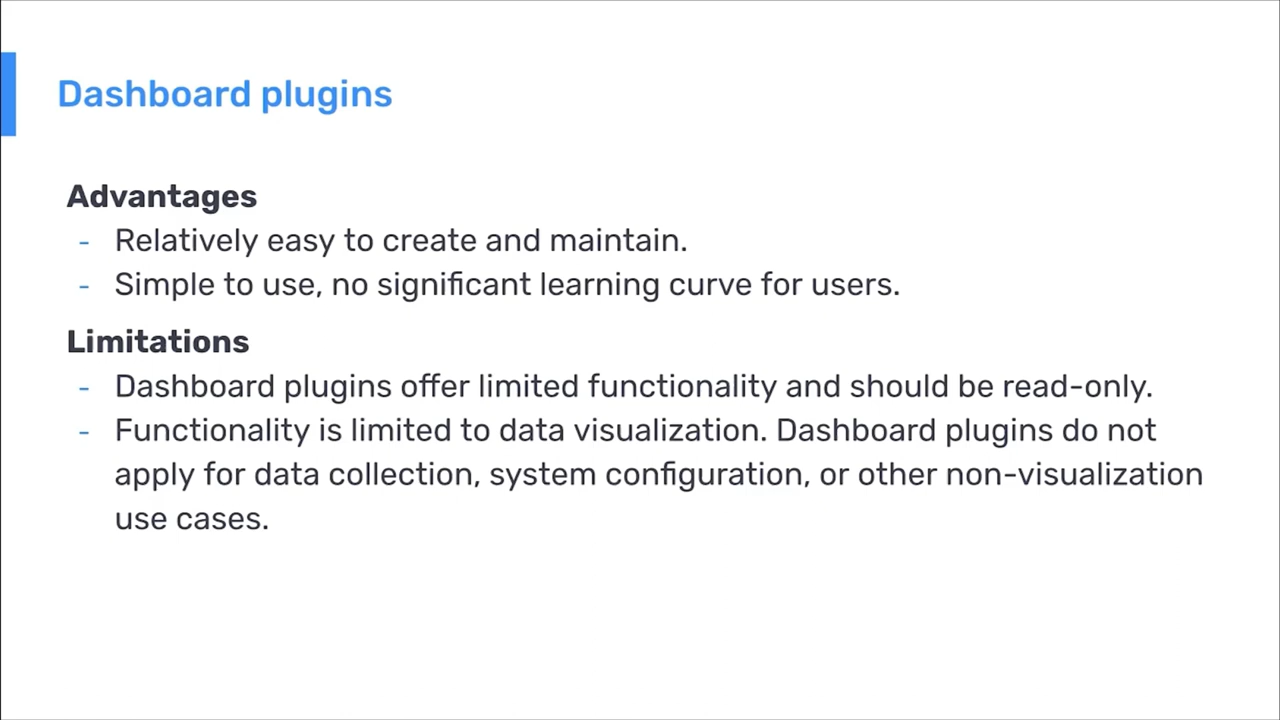 Dashboard plugins
Advantages
- Relatively easy to create and maintain.
- Simple to use, no significant learning curve for users.
Limitations
- Dashboard plugins offer limited functionality and should be read-only.
- Functionality is limited to data visualization. Dashboard plugins do not
apply for data collection, system configuration, or other non-visualization
use cases.